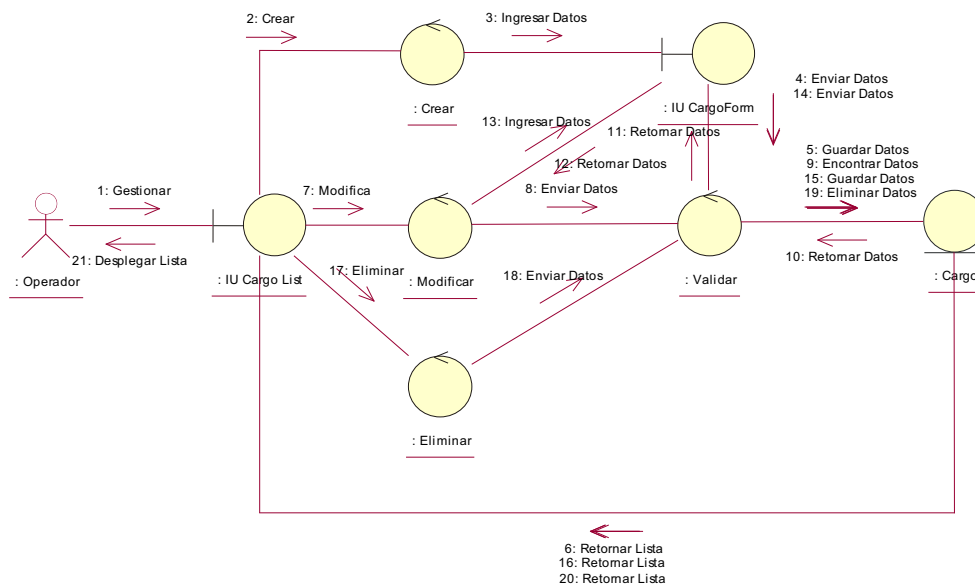 2: Crear
3: Ingresar Datos
4: Enviar Datos
14: Enviar Datos
: Crear
: IU CargoForm
13: Ingresar Datos
11: Retornar Datos
12: Retornar Datos
5: Guardar Datos
9: Encontrar Datos
15: Guardar Datos
19: Eliminar Datos
1: Gestionar
7: Modifica
8: Enviar Datos
21: Desplegar Lista
10: Retornar Datos
: Operador
: IU Cargo List
17: Eliminar
: Modificar
18: Enviar Datos
: Validar
: Cargo
: Eliminar
6: Retornar Lista
16: Retornar Lista
20: Retornar Lista